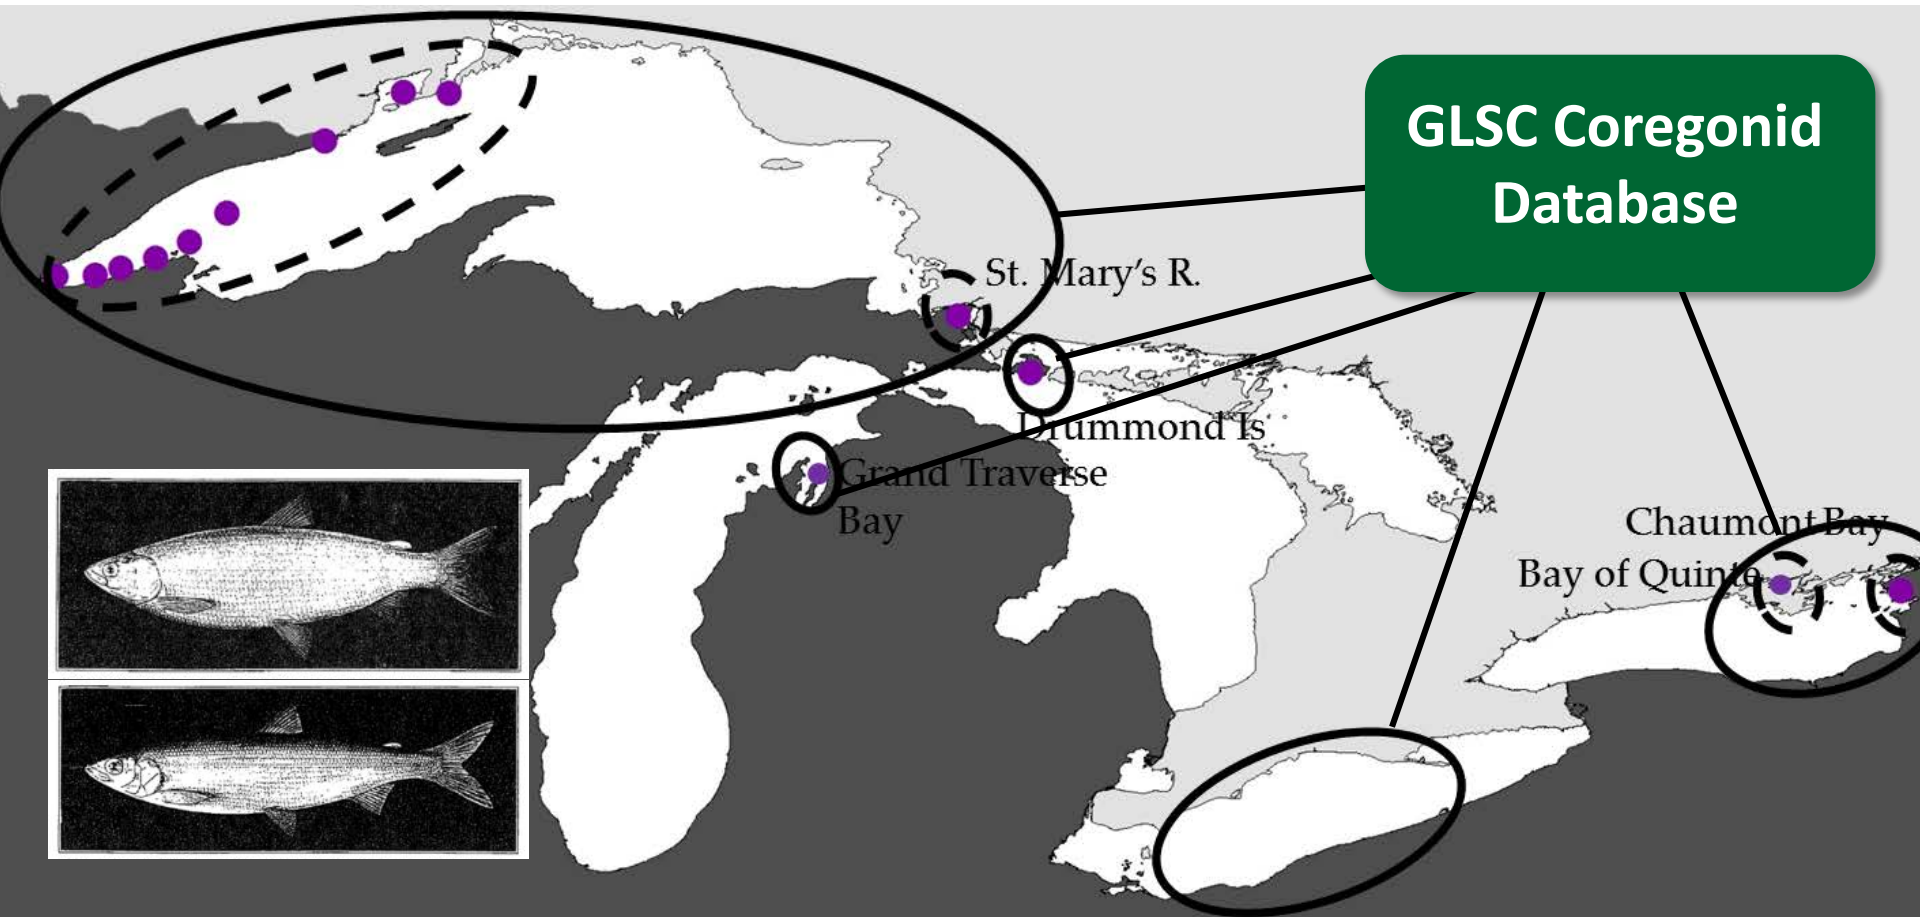 GLSC Coregonid
Database
St. Mary's R.
Drummond Is
Grand Traverse
Bay
Chaumont Bay
Bay of Quinte